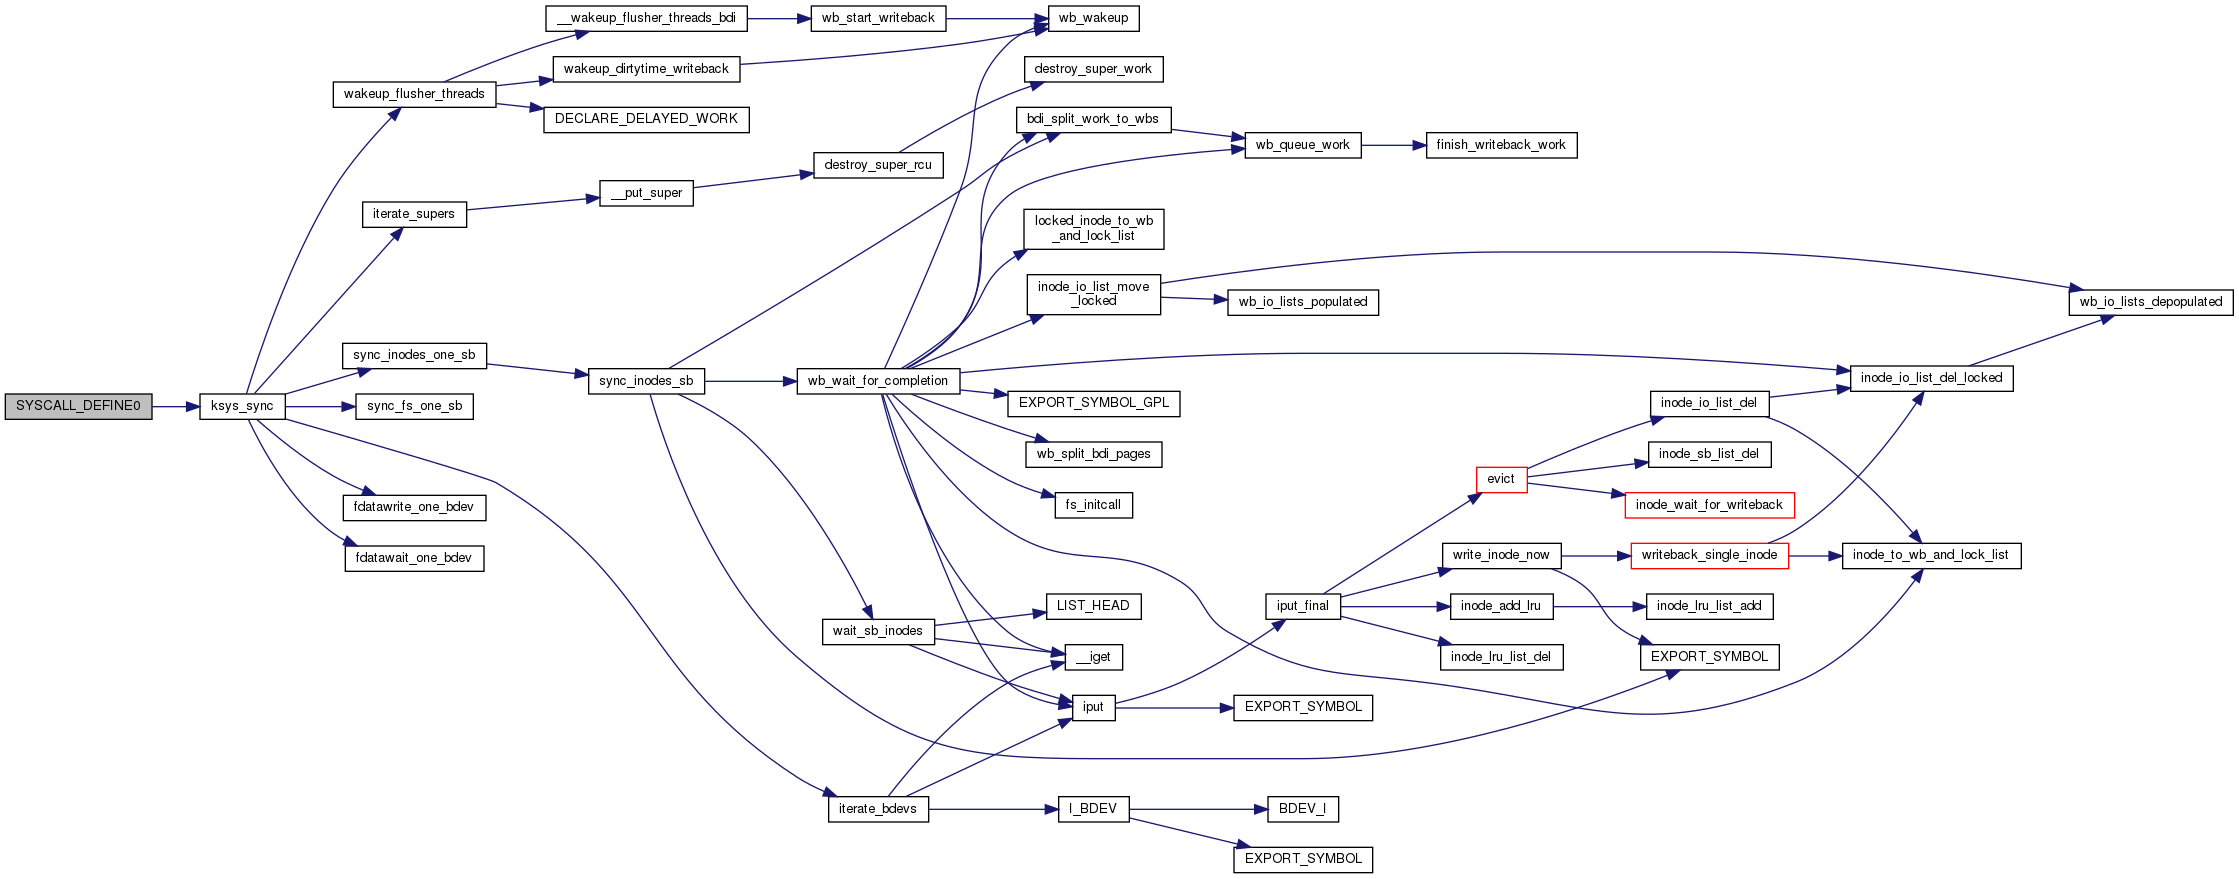 __wakeup_flusher_threads_bdi
wb_start_writeback
wb_wakeup
wakeup_dirtytime_writeback
destroy_super_work
wakeup_flusher_threads
DECLARE_DELAYED_WORK
bdi_split_work_to_wbs
wb_queue_work
finish_writeback_work
destroy_super_rcu
__put_super
iterate_supers
locked_inode_to_wb
_and_lock_list
inode_io_list_move
_locked
wb_io_lists_populated
wb_io_lists_depopulated
sync_inodes_one_sb
sync_inodes_sb
wb_wait_for_completion
inode_io_list_del_locked
SYSCALL_DEFINE0
ksys_sync
sync_fs_one_sb
EXPORT_SYMBOL_GPL
inode_io_list_del
wb_split_bdi_pages
inode_sb_list_del
evict
fdatawrite_one_bdev
fs_initcall
inode_wait_for_writeback
fdatawait_one_bdev
write_inode_now
writeback_single_inode
inode_to_wb_and_lock_list
LIST_HEAD
iput_final
inode_add_lru
inode_lru_list_add
wait_sb_inodes
__iget
inode_lru_list_del
EXPORT_SYMBOL
iput
EXPORT_SYMBOL
iterate_bdevs
I_BDEV
BDEV_I
EXPORT_SYMBOL